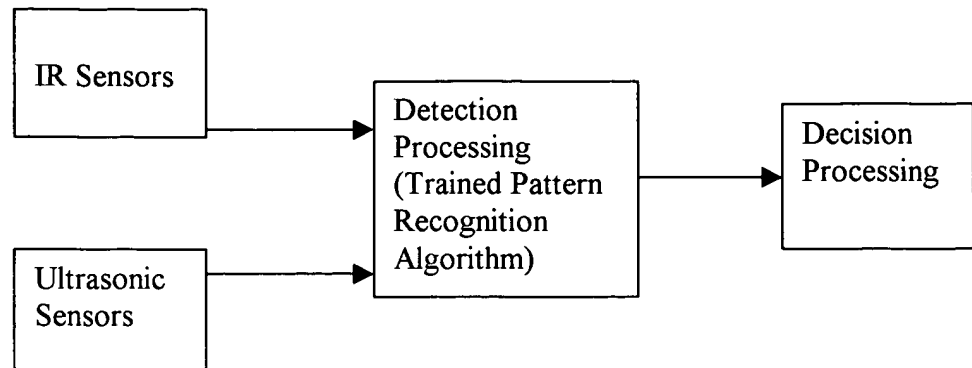 IR Sensors
Detection
Processing
(Trained Pattern
Recognition
Algorithm)
Decision
Processing
Ultrasonic
Sensors